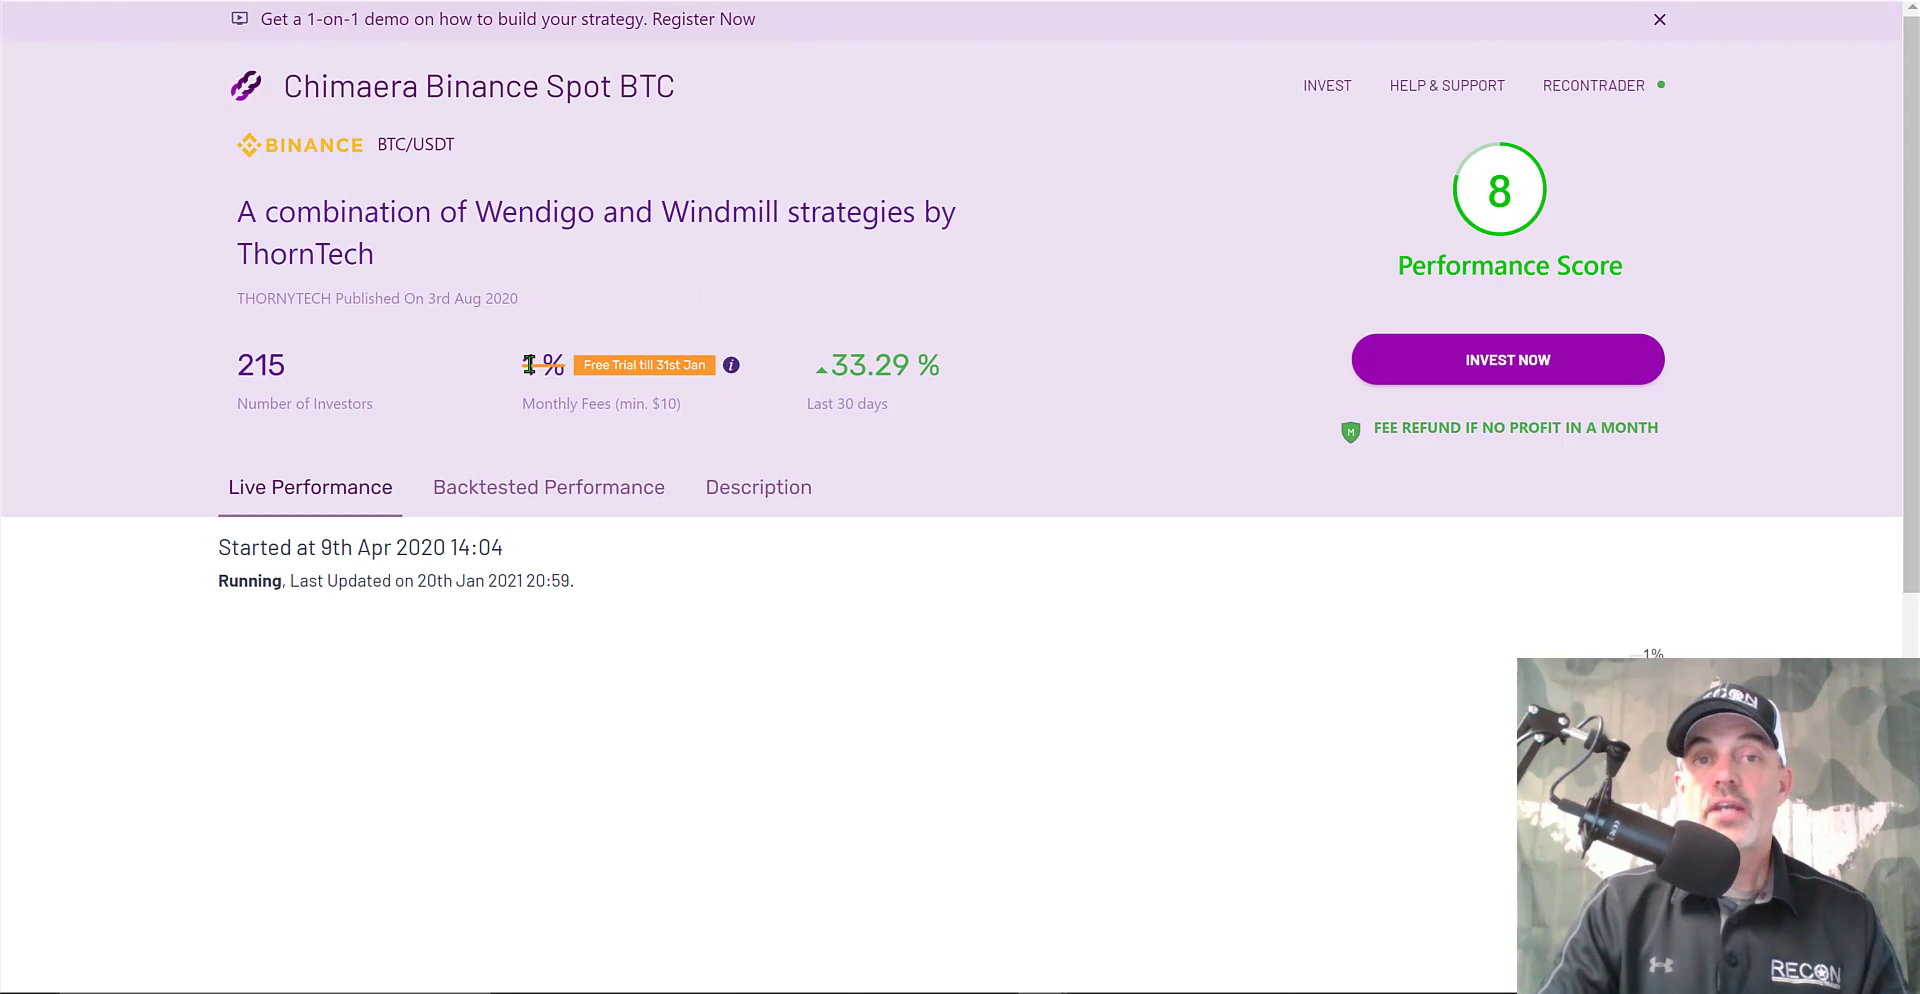 Get a 1-on-1 demo on how to build your strategy. Register Now
Chimaera Binance Spot BTC
INVEST
HELP & SUPPORT
RECONTRADER
BINANCE BTC/USDT
8
Performance Score
A combination of Wendigo and Windmill strategies by
ThornTech
THORNYTECH Published On 3rd Aug 2020
215
Number of Investors
1 %
Free Trial till 31st Jan
i
Monthly Fees (min. $10)
33.29 %
Last 30 days
INVEST NOW
M
FEE REFUND IF NO PROFIT IN A MONTH
Live Performance
Backtested Performance
Description
Started at 9th Apr 2020 14:04
Running, Last Updated on 20th Jan 2021 20:59.
1%
RECON
RECON